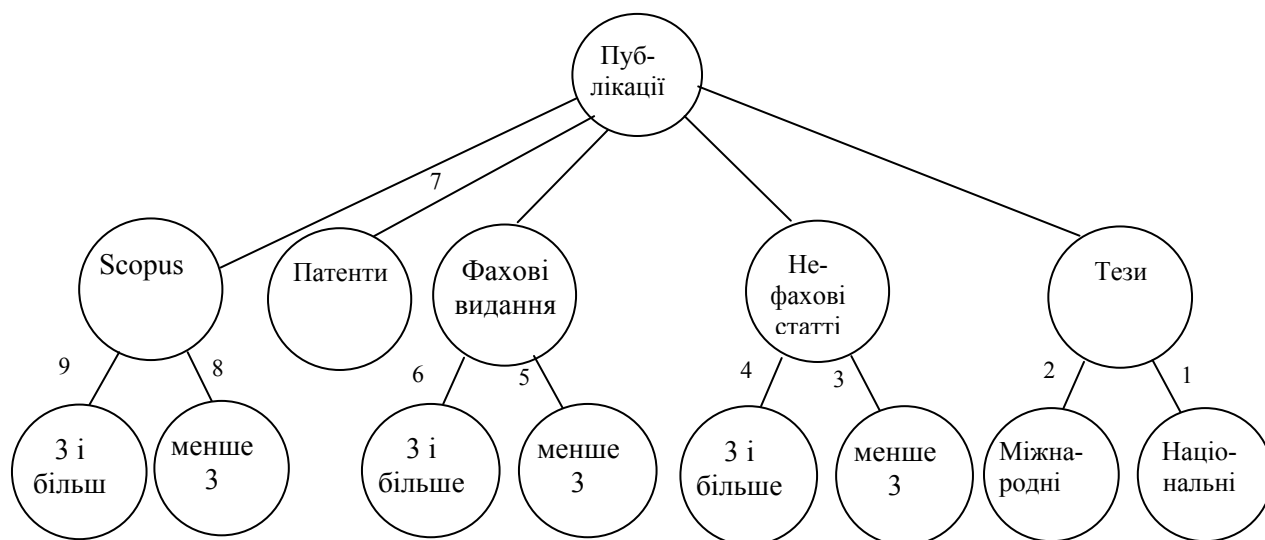 Пуб-
лікації
7
Scopus
Патенти
Фахові
видання
Не-
фахові
статті
Тези
9
8
6
5
4
3
2
1
3 і
більш
менше
3
3 і
більше
менше
3
3 і
більше
менше
3
Міжна-
родні
Націо-
нальні